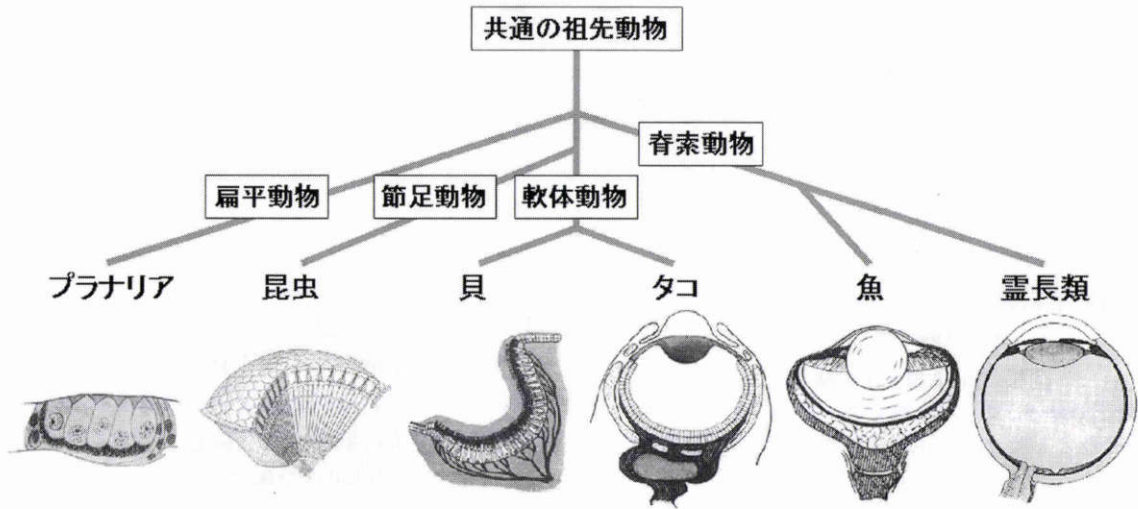 共通の祖先動物
脊素動物
扁平動物
節足動物
軟体動物
プラナリア
昆虫
貝
タコ
魚
霊長類